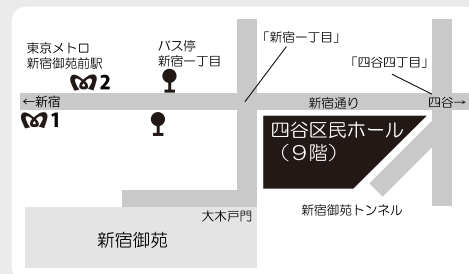 東京メトロ
新宿御苑前駅
2
バス停
新宿一丁目
「新宿一丁目」
「四谷四丁目」
←新宿
新宿通り
四谷→
1
四谷区民ホール
（9階）
大木戸門
新宿御苑トンネル
新宿御苑